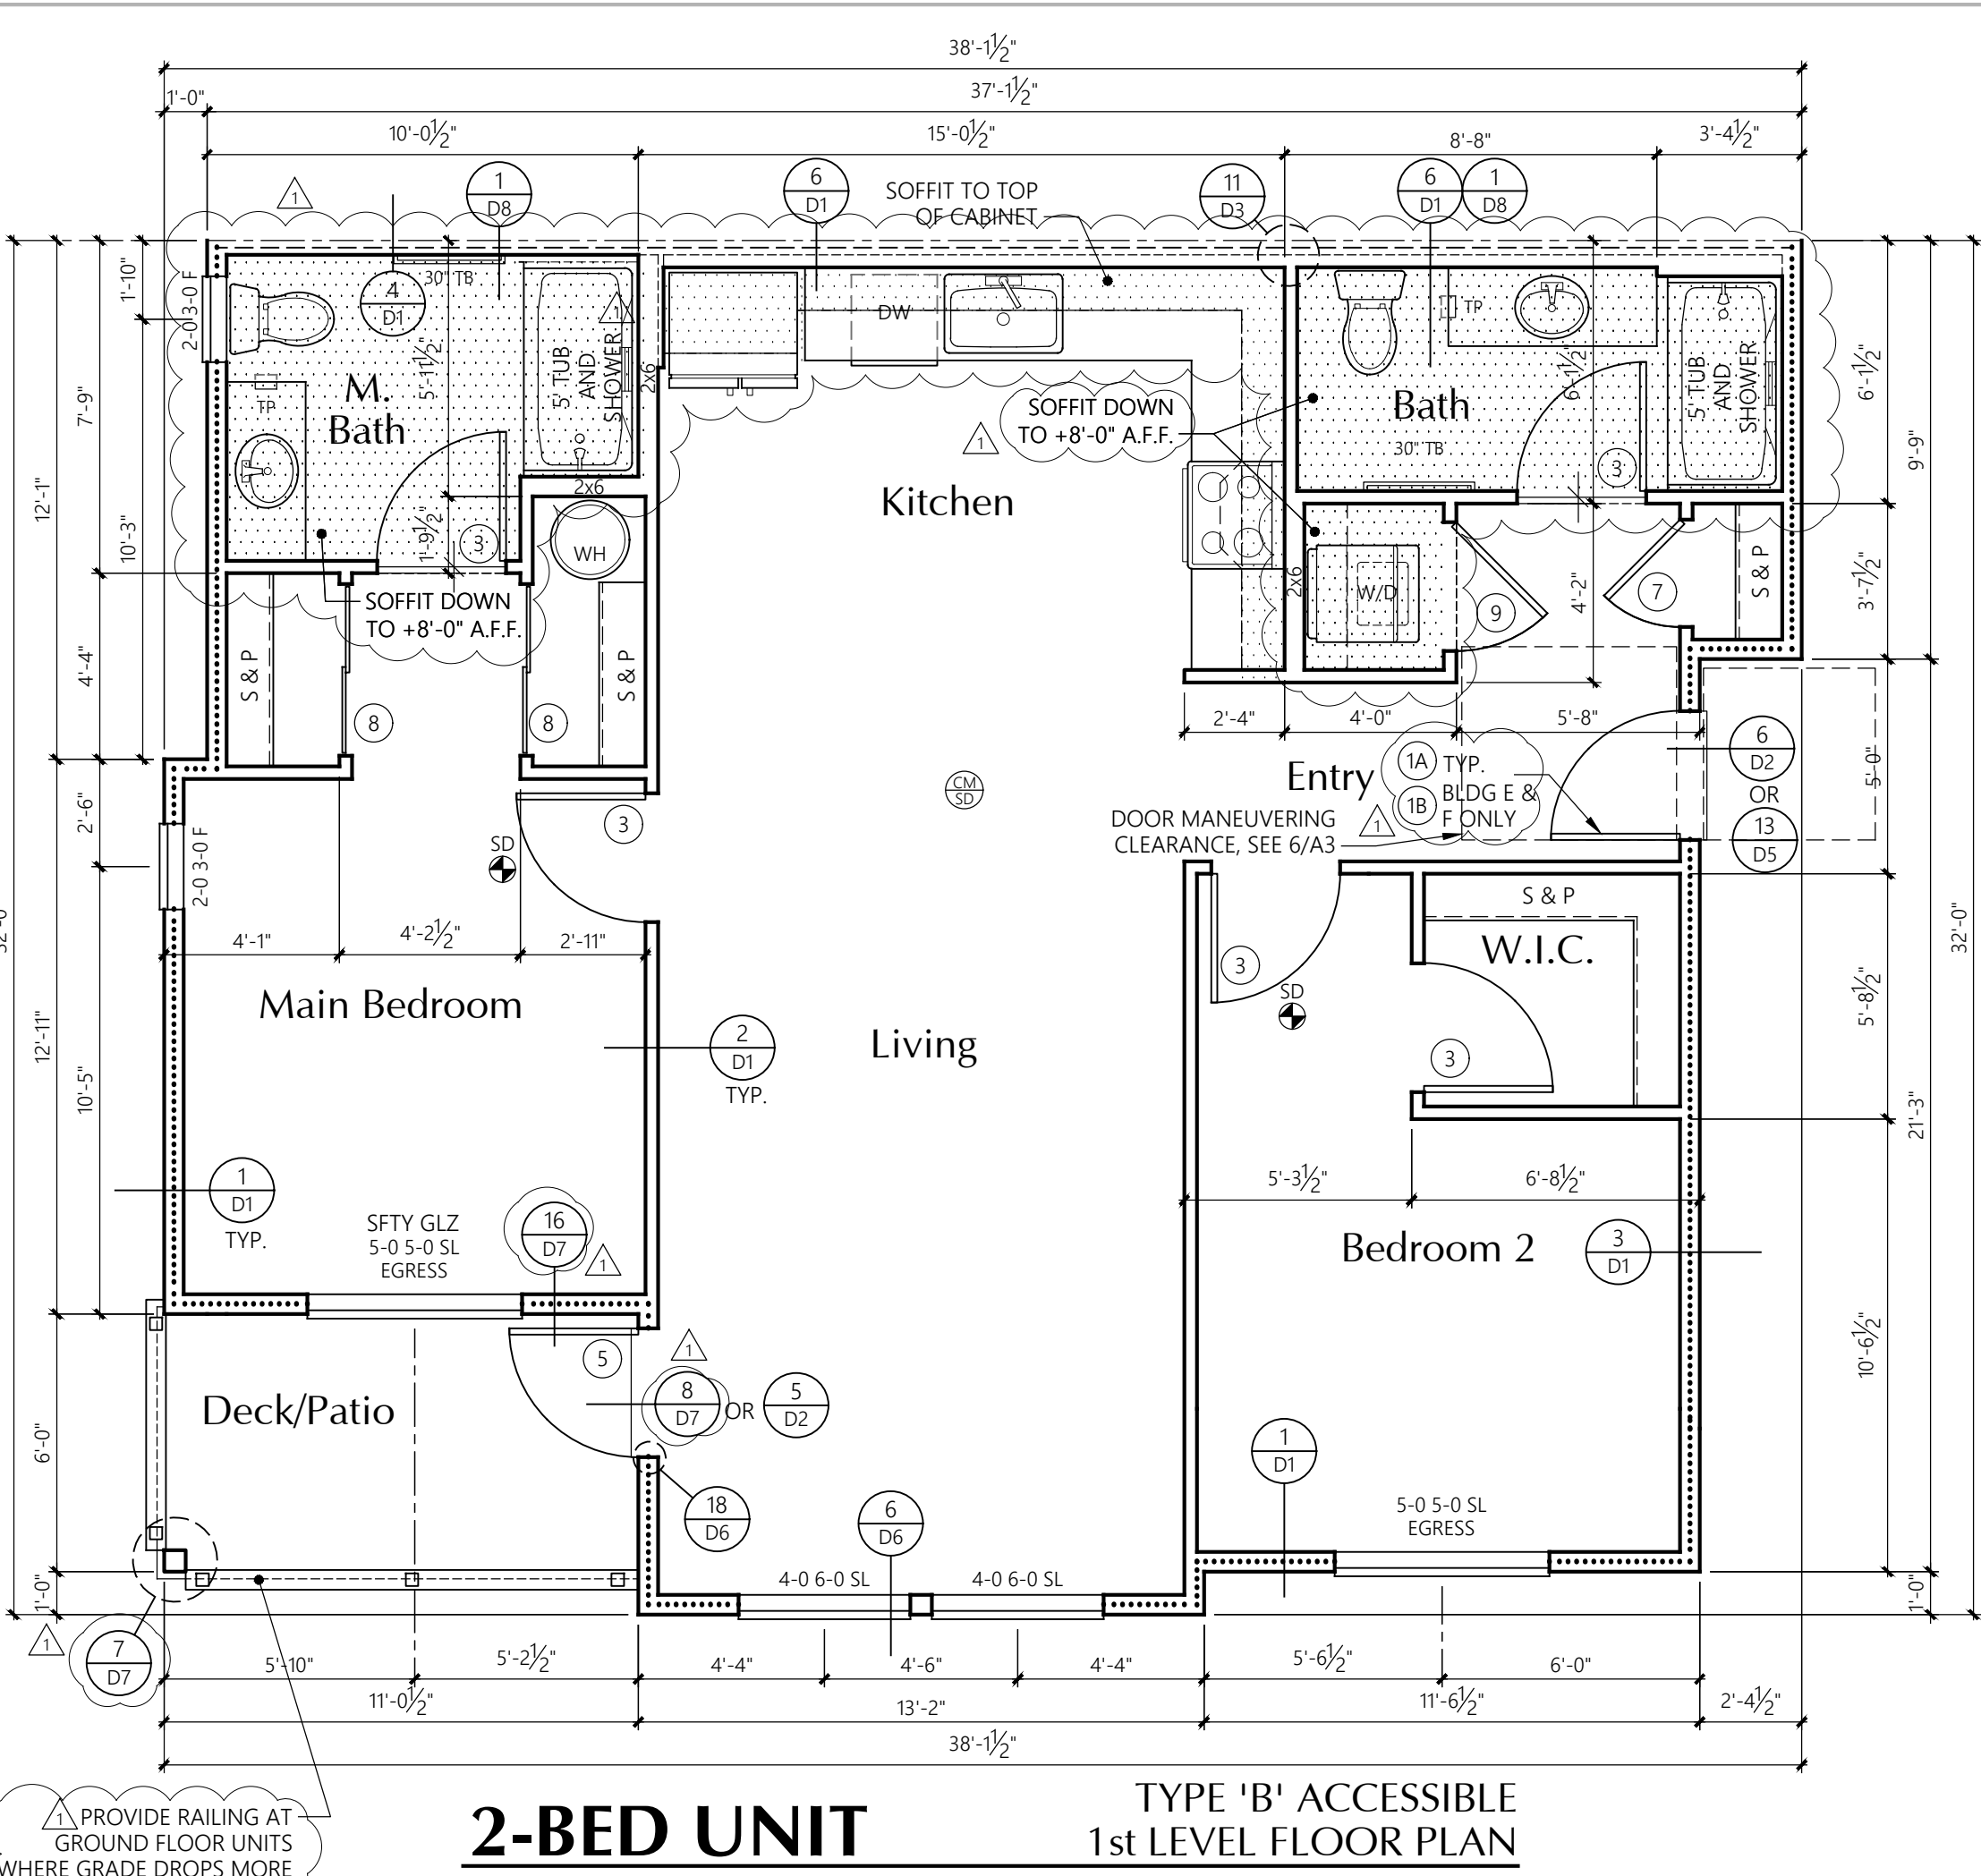 38'-1½"
37'-1½"
1'-0"
10'-0½"
15'-0½"
8'-8"
3'-4½"
1
1
D8
6
D1
SOFFIT TO TOP
OF CABINET
11
D3
6
D1
1
D8
1'-10"
7'-9"
12'-1"
10'-3"
4'-4"
2'-6"
12'-11"
10'-5"
6'-0"
1'-0"
2-0 3-0 F
30" TB
4
D1
5'-11½"
1'-9½"
M.
Bath
TP
5' TUB
AND
SHOWER
1
2x6
2x6
3
WH
SOFFIT DOWN
TO +8'-0" A.F.F.
S & P
S & P
8
8
DW
SOFFIT DOWN
TO +8'-0" A.F.F.
1
Kitchen
TP
Bath
30" TB
6'-1½"
5' TUB
AND
SHOWER
3
2x6
W/D
9
4'-2"
7
S & P
6'-1½"
9'-9"
3'-7½"
32'-0"
5'-8½"
21'-3"
10'-6½"
1'-0"
2'-4"
4'-0"
5'-8"
Entry
1A
TYP.
1B
BLDG E &
F ONLY
DOOR MANEUVERING
CLEARANCE, SEE 6/A3
1
6
D2
OR
13
D5
5'-0"
CM
SD
3
SD
2-0 3-0 F
4'-1"
4'-2½"
2'-11"
Main Bedroom
Living
2
D1
TYP.
3
SD
S & P
W.I.C.
3
5'-3½"
6'-8½"
Bedroom 2
3
D1
1
D1
TYP.
SFTY GLZ
5-0 5-0 SL
EGRESS
16
D7
1
5
1
8
D7
OR
5
D2
Deck/Patio
18
D6
6
D6
1
D1
5-0 5-0 SL
EGRESS
4-0 6-0 SL
4-0 6-0 SL
1
7
D7
5'-10"
5'-2½"
4'-4"
4'-6"
4'-4"
5'-6½"
6'-0"
11'-0½"
13'-2"
11'-6½"
2'-4½"
38'-1½"
1
PROVIDE RAILING AT
GROUND FLOOR UNITS
WHERE GRADE DROPS MORE
2-BED UNIT
TYPE 'B' ACCESSIBLE
1st LEVEL FLOOR PLAN